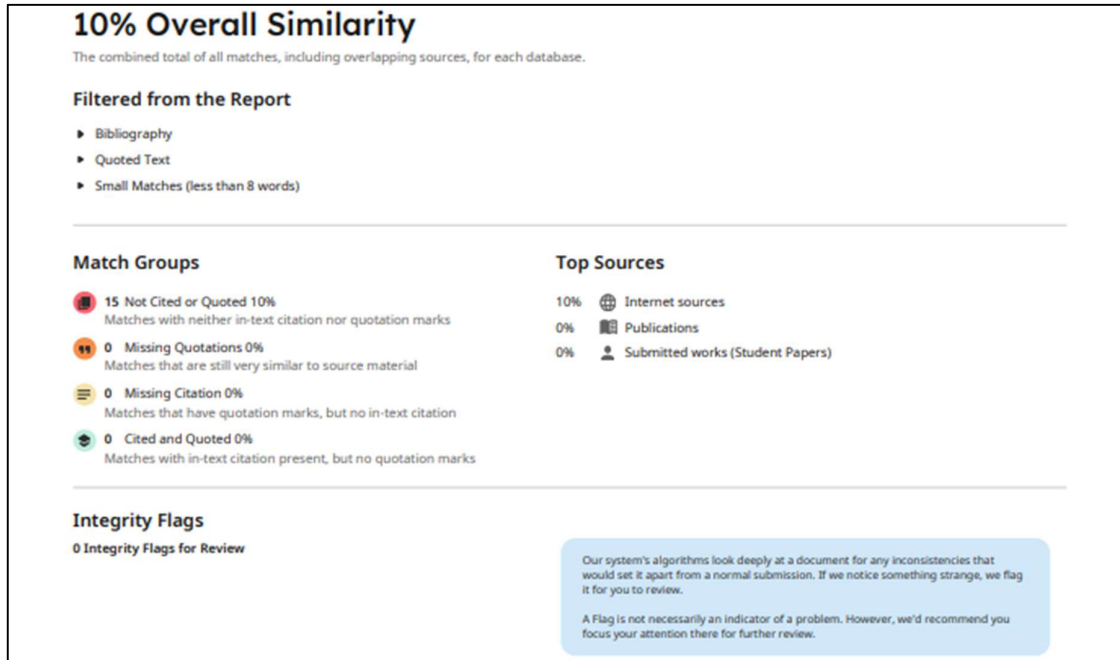 10% Overall Similarity
The combined total of all matches, including overlapping sources, for each database.
Filtered from the Report
Bibliography
Quoted Text
Small Matches (less than 8 words)
Match Groups
15 Not Cited or Quoted 10%
Matches with neither in-text citation nor quotation marks
0 Missing Quotations 0%
Matches that are still very similar to source material
0 Missing Citation 0%
Matches that have quotation marks, but no in-text citation
0 Cited and Quoted 0%
Matches with in-text citation present, but no quotation marks
Top Sources
10% Internet sources
0% Publications
0% Submitted works (Student Papers)
Integrity Flags
0 Integrity Flags for Review
Our system's algorithms look deeply at a document for any inconsistencies that
would set it apart from a normal submission. If we notice something strange, we flag
it for you to review.
A Flag is not necessarily an indicator of a problem. However, we'd recommend you
focus your attention there for further review.